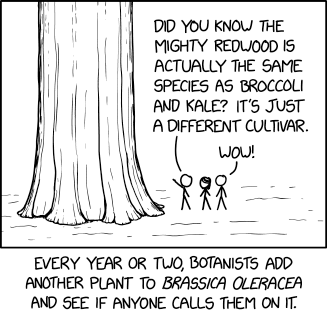 DID YOU KNOW THE
MIGHTY REDWOOD IS
ACTUALLY THE SAME
SPECIES AS BROCCOLI
AND KALE? IT'S JUST
A DIFFERENT CULTIVAR.
WOW!
EVERY YEAR OR TWO, BOTANISTS ADD
ANOTHER PLANT TO BRASSICA OLERACEA
AND SEE IF ANYONE CALLS THEM ON IT.